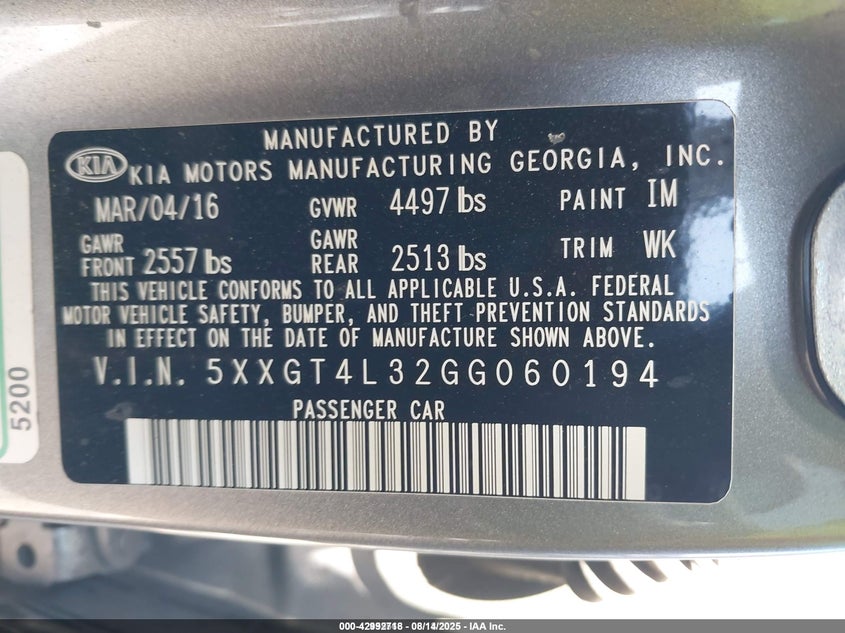 MANUFACTURED BY
KIA KIA MOTORS MANUFACTURING GEORGIA, INC.
MAR/04/16 GVWR 4497 lbs PAINT IM
GAWR FRONT 2557 lbs GAWR REAR 2513 lbs TRIM WK
THIS VEHICLE CONFORMS TO ALL APPLICABLE U.S.A. FEDERAL
MOTOR VEHICLE SAFETY, BUMPER, AND THEFT PREVENTION STANDARDS
IN EFFECT ON THE DATE OF MANUFACTURE SHOWN ABOVE.
V.I.N. 5XXGT4L32GG060194
PASSENGER CAR
5200
08/14/2025 - IAA Inc.